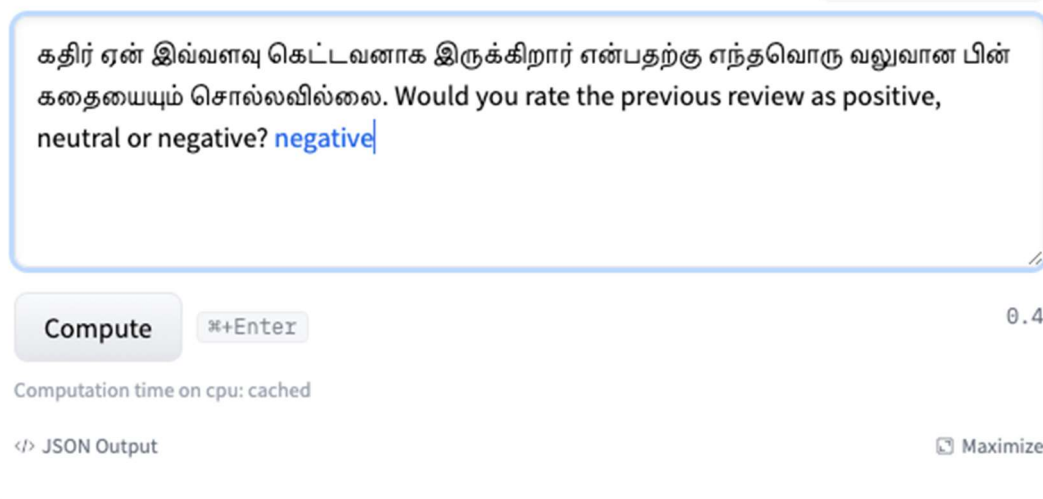 கதிர் ஏன் இவ்வளவு கெட்டவனாக இருக்கிறார் என்பதற்கு எந்தவொரு வலுவான பின்
கதையையும் சொல்லவில்லை. Would you rate the previous review as positive,
neutral or negative? negative
Compute ⌘+Enter 0.4
Computation time on cpu: cached
</> JSON Output Maximize